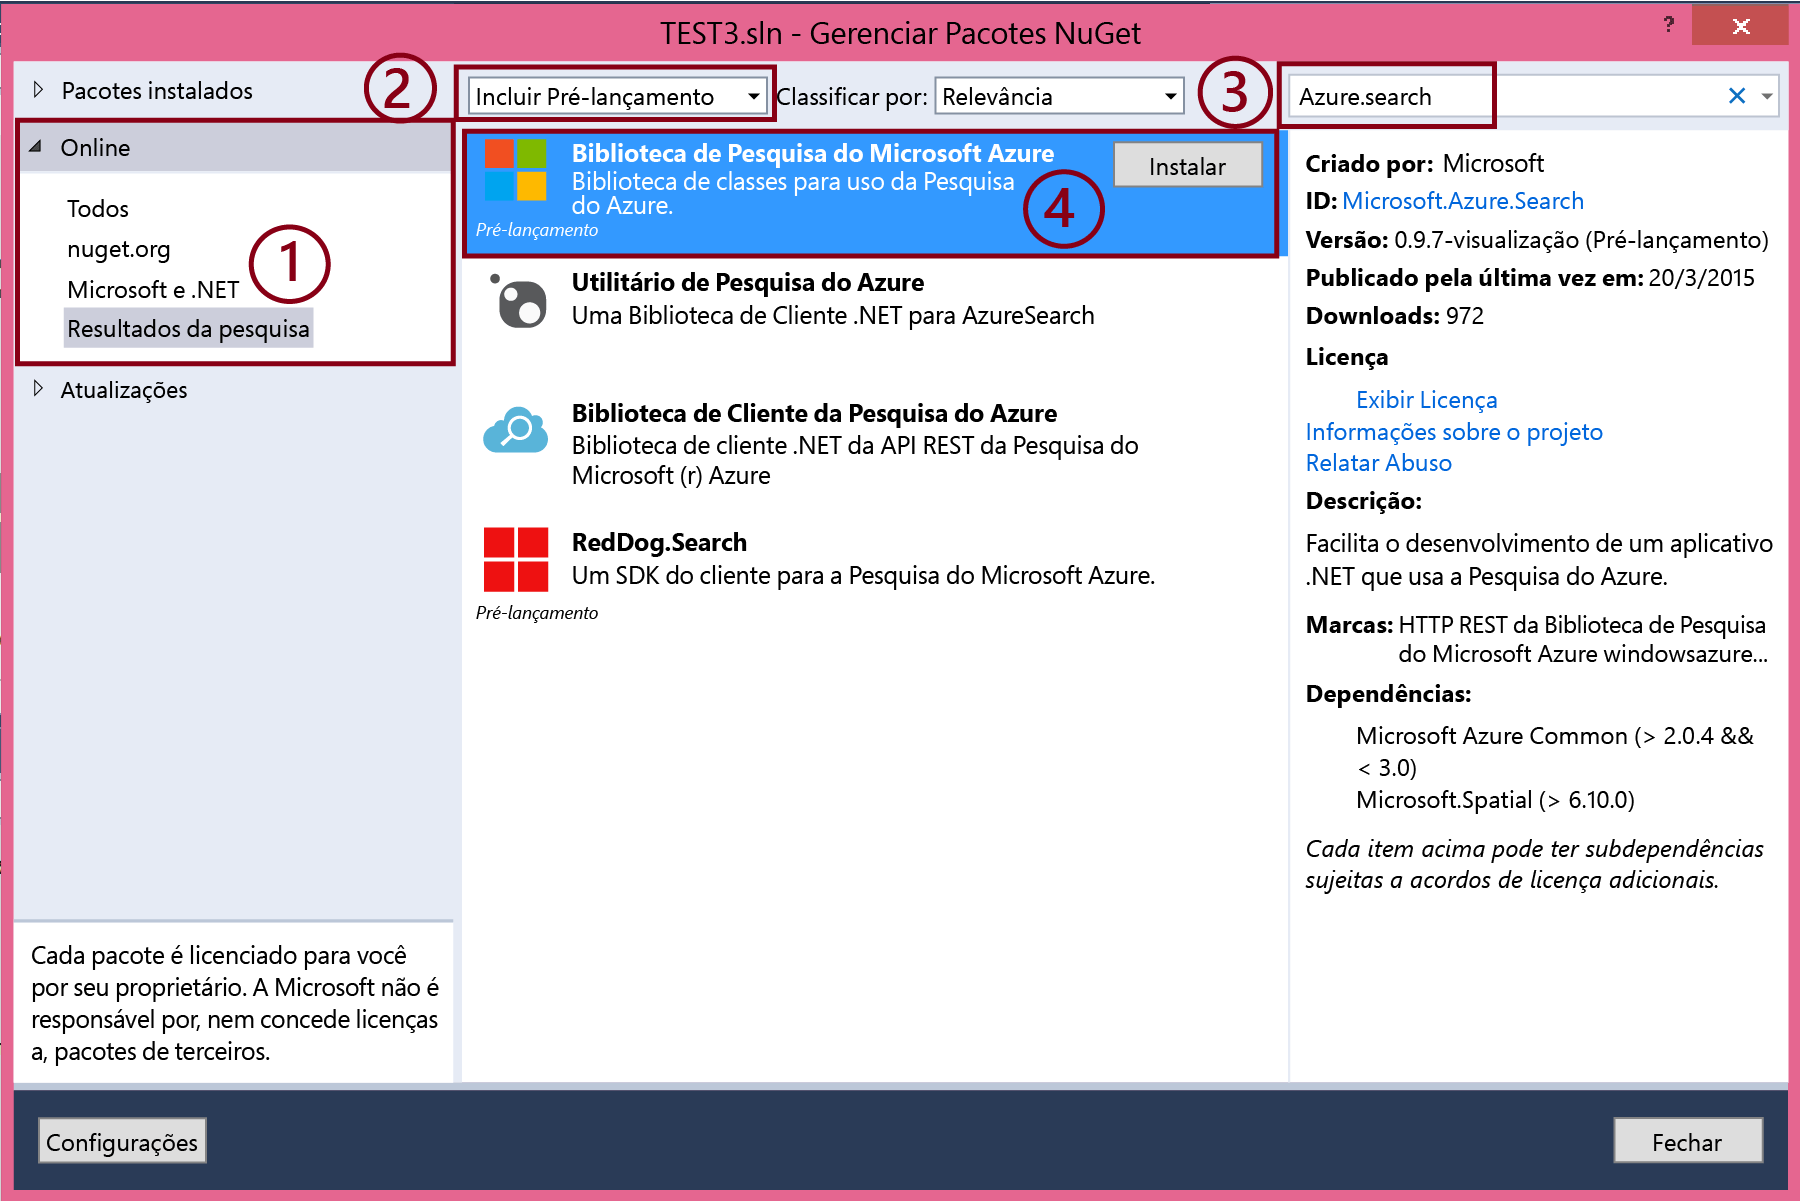 TEST3.sln - Gerenciar Pacotes NuGet
?
Pacotes instalados
Online
Todos
nuget.org
Microsoft e .NET
Resultados da pesquisa
1
Atualizações
Cada pacote é licenciado para você
por seu proprietário. A Microsoft não é
responsável por, nem concede licenças
a, pacotes de terceiros.
2
Incluir Pré-lançamento
Classificar por:
Relevância
3
Azure.search
Biblioteca de Pesquisa do Microsoft Azure
Biblioteca de classes para uso da Pesquisa
do Azure.
Pré-lançamento
4
Instalar
Utilitário de Pesquisa do Azure
Uma Biblioteca de Cliente .NET para AzureSearch
Biblioteca de Cliente da Pesquisa do Azure
Biblioteca de cliente .NET da API REST da Pesquisa do
Microsoft (r) Azure
RedDog.Search
Um SDK do cliente para a Pesquisa do Microsoft Azure.
Pré-lançamento
Criado por: Microsoft
ID: Microsoft.Azure.Search
Versão: 0.9.7-visualização (Pré-lançamento)
Publicado pela última vez em: 20/3/2015
Downloads: 972
Licença
Exibir Licença
Informações sobre o projeto
Relatar Abuso
Descrição:
Facilita o desenvolvimento de um aplicativo
.NET que usa a Pesquisa do Azure.
Marcas: HTTP REST da Biblioteca de Pesquisa
do Microsoft Azure windowsazure...
Dependências:
Microsoft Azure Common (> 2.0.4 &&
< 3.0)
Microsoft.Spatial (> 6.10.0)
Cada item acima pode ter subdependências
sujeitas a acordos de licença adicionais.
Configurações
Fechar